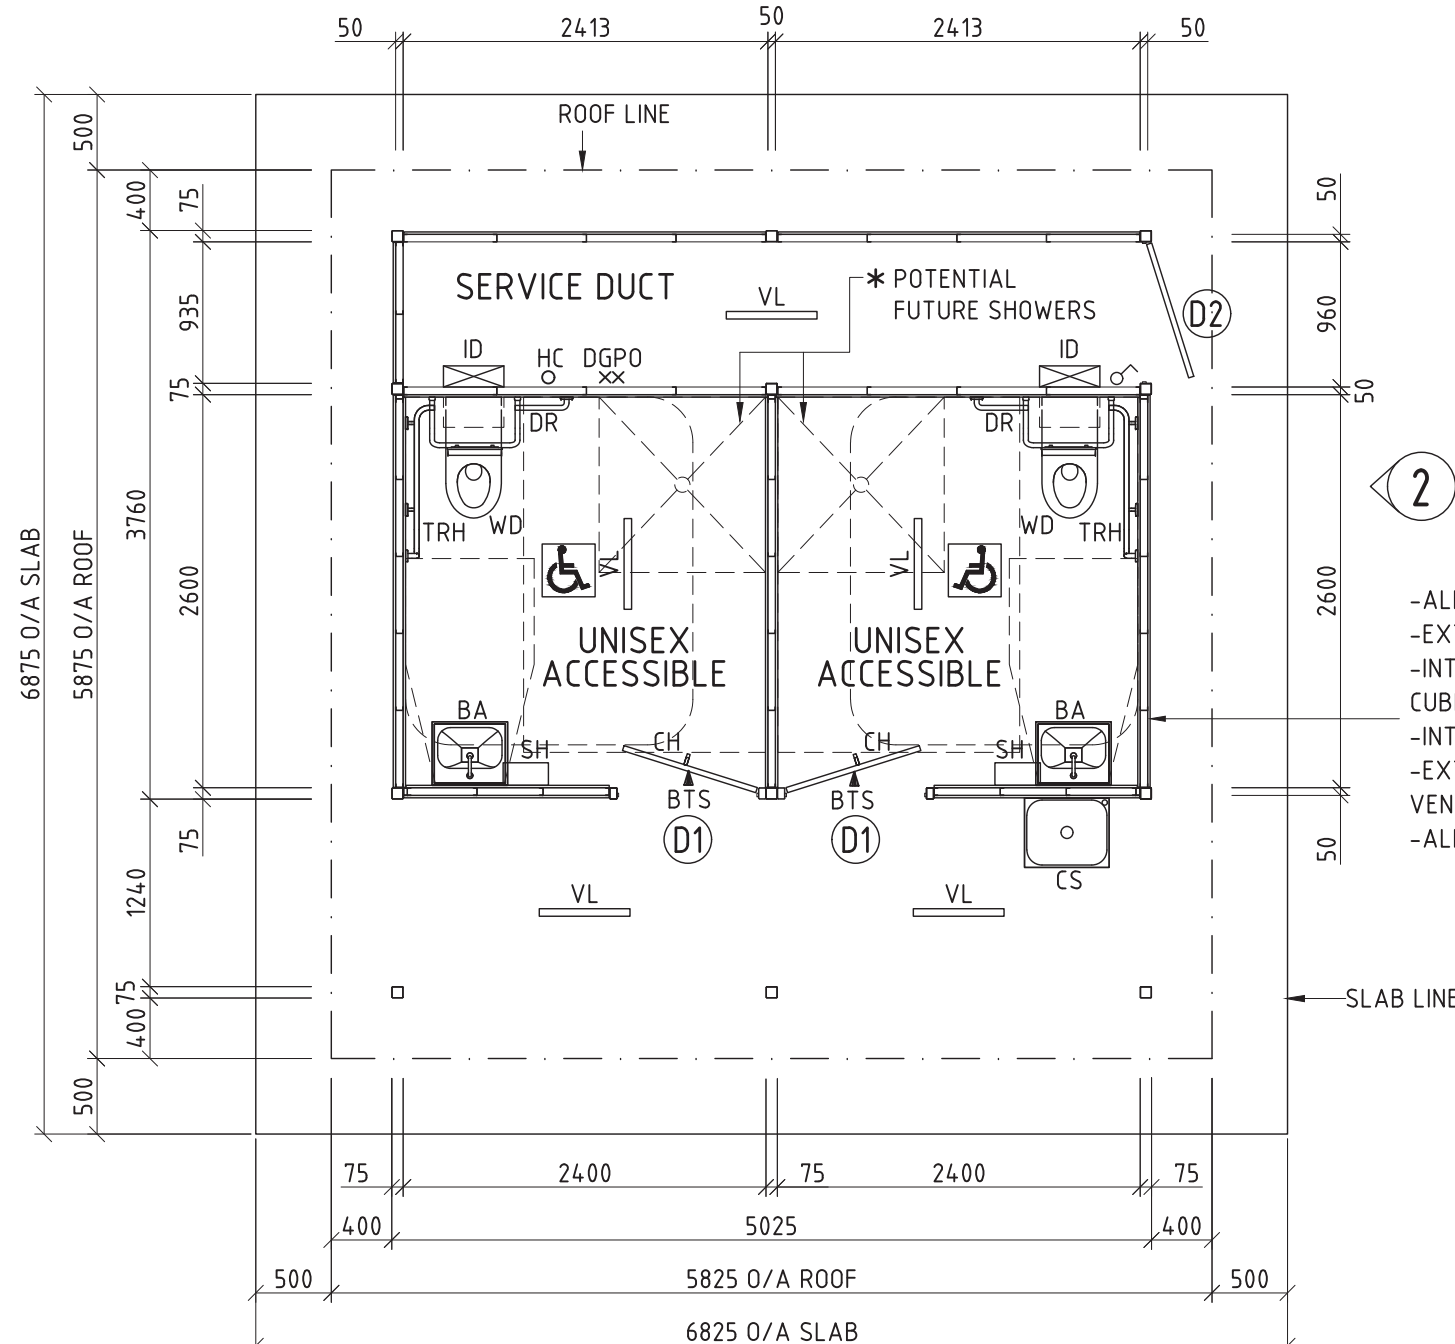 50
2413
50
2413
50
ROOF LINE
500
400
75
50
SERVICE DUCT
VL
* POTENTIAL
FUTURE SHOWERS
D2
935
960
ID
HC
DGPO
ID
75
50
DR
DR
2
6875 O/A SLAB
5875 O/A ROOF
3760
TRH
WD
WD
TRH
VL
VL
2600
2600
UNISEX
ACCESSIBLE
UNISEX
ACCESSIBLE
BA
SH
CH
CH
SH
BA
-INT
-EXT
BTS
BTS
D1
D1
75
50
CS
1240
VL
VL
75
400
SLAB LINE
500
75
2400
75
2400
75
400
5025
400
500
5825 O/A ROOF
500
6825 O/A SLAB